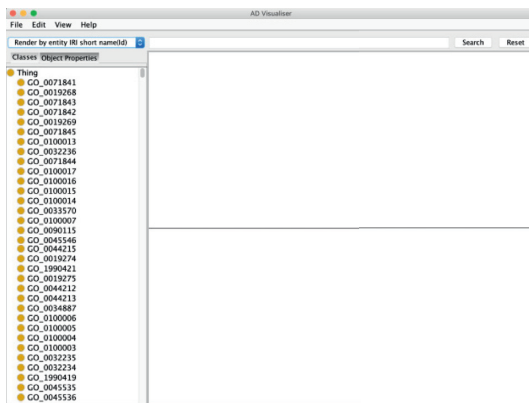 AD Visualiser
File Edit View Help
Render by entity IRI short name(Id) Search Reset
Classes Object Properties
Thing
GO_0071841
GO_0019268
GO_0071843
GO_0071842
GO_0019269
GO_0071845
GO_0100013
GO_0032236
GO_0071844
GO_0100017
GO_0100016
GO_0100015
GO_0100014
GO_0033570
GO_0100007
GO_0090115
GO_0045546
GO_0044215
GO_0019274
GO_1990421
GO_0019275
GO_0044212
GO_0044213
GO_0034887
GO_0100006
GO_0100005
GO_0100004
GO_0100003
GO_0032235
GO_0032234
GO_1990419
GO_0045535
GO_0045536